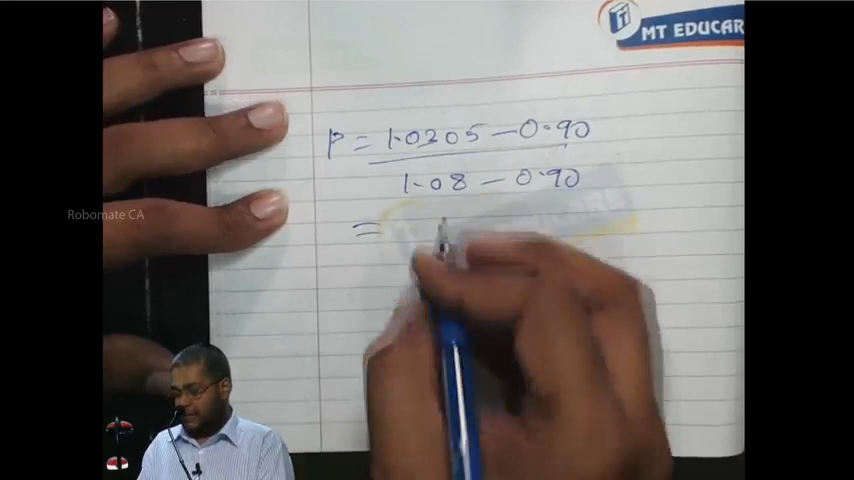 MT EDUCAR
P = 1.0205 - 0.90
1.08 - 0.90
Robomate CA
=